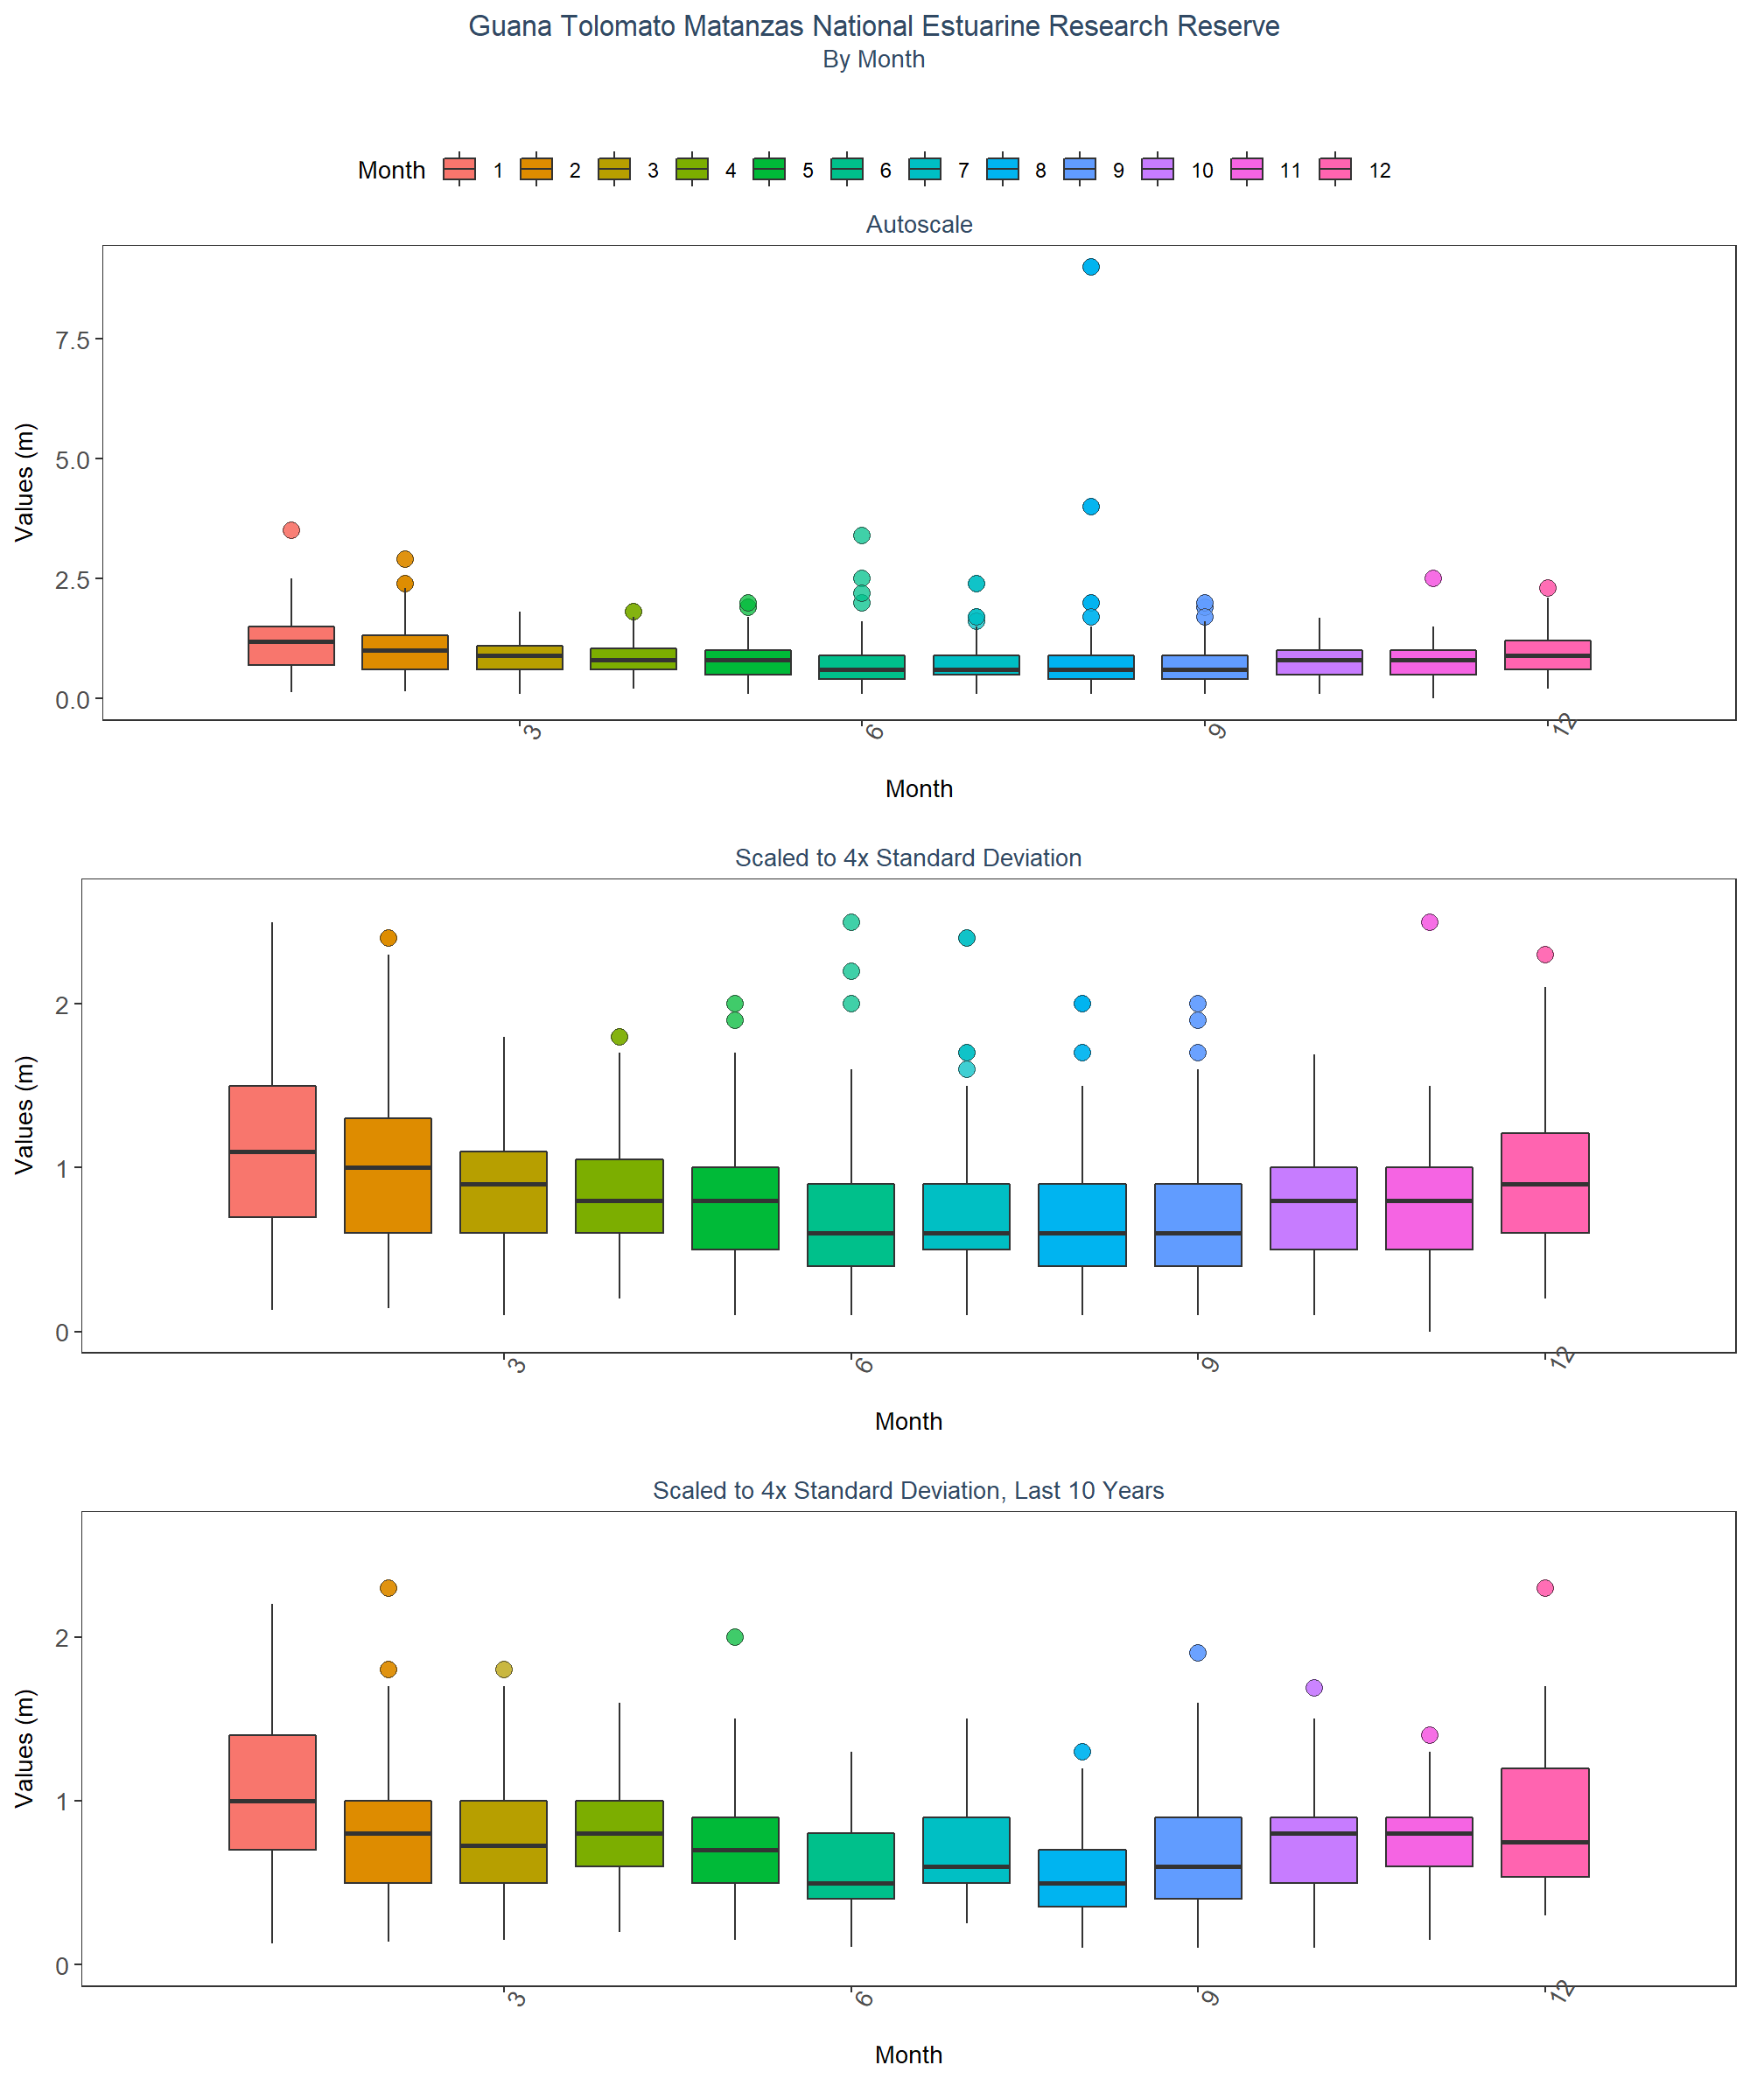 Guana Tolomato Matanzas National Estuarine Research Reserve
By Month
Month 1 2 3 4 5 6 7 8 9 10 11 12
Autoscale
Values (m)
7.5
5.0
2.5
0.0
3 6 9 12
Month
Scaled to 4x Standard Deviation
Values (m)
2
1
0
3 6 9 12
Month
Scaled to 4x Standard Deviation, Last 10 Years
Values (m)
2
1
0
3 6 9 12
Month